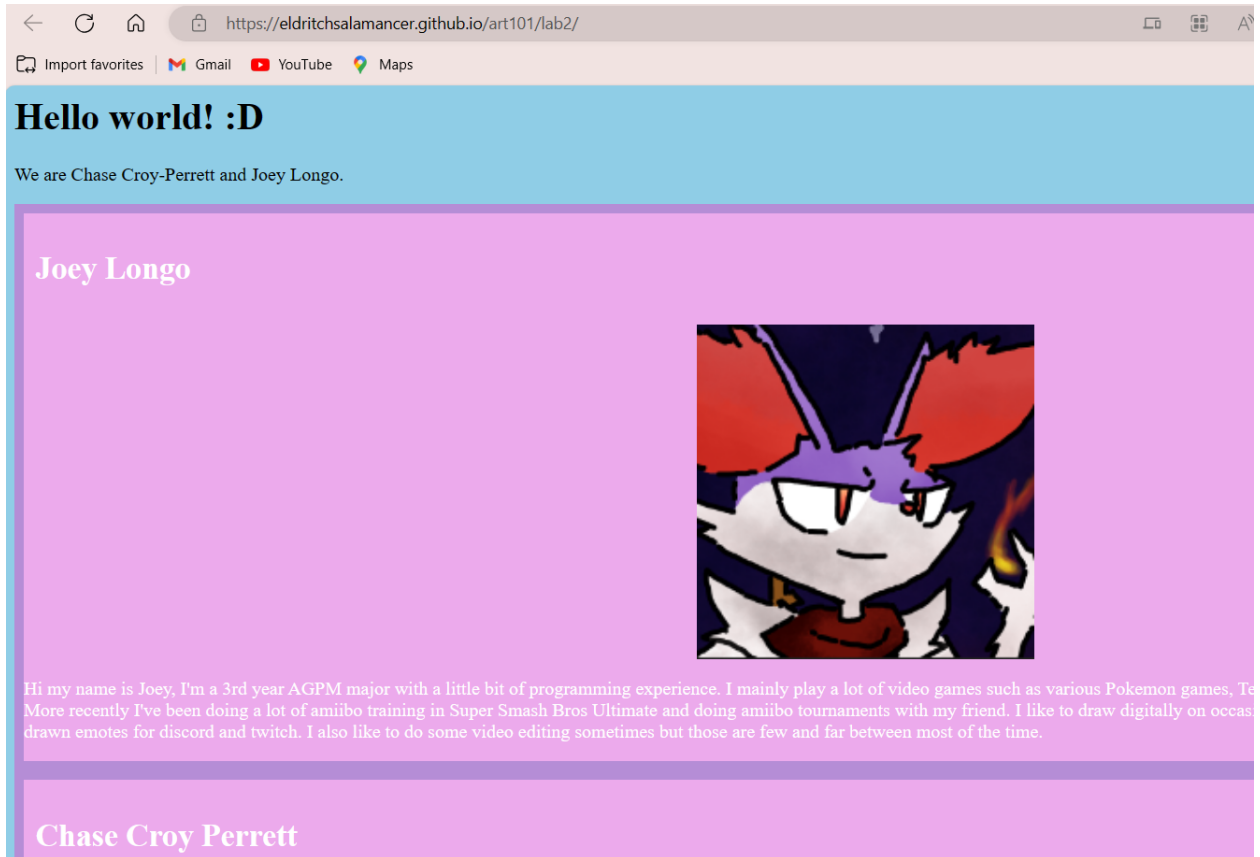 https://eldritchsalamancer.github.io/art101/lab2/
Import favorites Gmail YouTube Maps
Hello world! :D
We are Chase Croy-Perrett and Joey Longo.
Joey Longo
Hi my name is Joey, I'm a 3rd year AGPM major with a little bit of programming experience. I mainly play a lot of video games such as various Pokemon games,
More recently I've been doing a lot of amiibo training in Super Smash Bros Ultimate and doing amiibo tournaments with my friend. I like to draw digitally on
drawn emotes for discord and twitch. I also like to do some video editing sometimes but those are few and far between most of the time.
Chase Croy Perrett